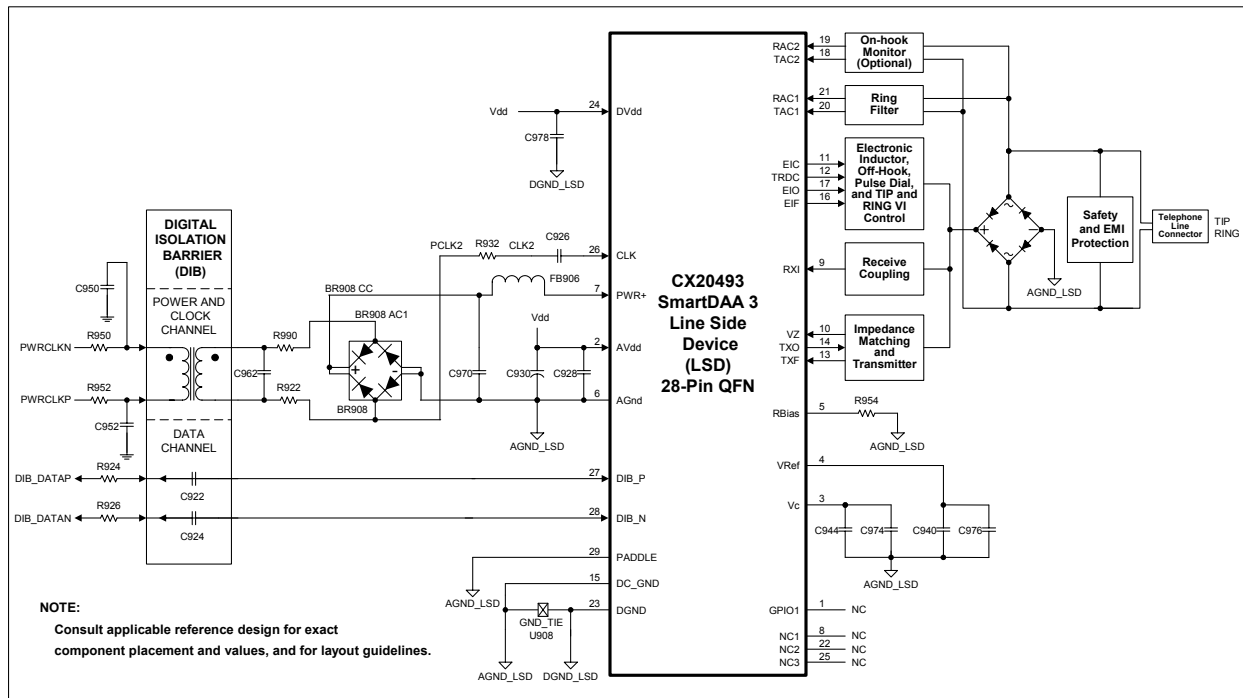 RAC2
TAC2
19
18
On-hook
Monitor
(Optional)
RAC1
TAC1
21
20
Ring
Filter
Vdd
24
DVdd
C978
DGND_LSD
EIC
TRDC
EIO
EIF
11
12
17
16
Electronic
Inductor,
Off-Hook,
Pulse Dial,
and TIP and
RING VI
Control
~
+
-
~
AGND_LSD
Safety
and EMI
Protection
Telephone
Line
Connector
TIP
RING
RXI
9
Receive
Coupling
VZ
TXO
TXF
10
14
13
Impedance
Matching
and
Transmitter
CX20493
SmartDAA 3
Line Side
Device
(LSD)
28-Pin QFN
DIGITAL
ISOLATION
BARRIER
(DIB)
POWER AND
CLOCK
CHANNEL
C950
PWRCLKN
R950
PWRCLKP
R952
C952
C962
R990
R922
BR908 CC
BR908 AC1
+
-
BR908
PCLK2
R932
CLK2
C926
26
CLK
FB906
7
PWR+
Vdd
2
AVdd
C970
C930
C928
6
AGnd
AGND_LSD
RBias
5
R954
AGND_LSD
VRef
4
Vc
3
C944
C974
C940
C976
AGND_LSD
DATA
CHANNEL
DIB_DATAP
R924
C922
27
DIB_P
DIB_DATAN
R926
C924
28
DIB_N
29
PADDLE
AGND_LSD
15
DC_GND
23
DGND
GND_TIE
U908
AGND_LSD
DGND_LSD
GPIO1
1
NC
NC1
8
NC
NC2
22
NC
NC3
25
NC
NOTE:
Consult applicable reference design for exact
component placement and values, and for layout guidelines.